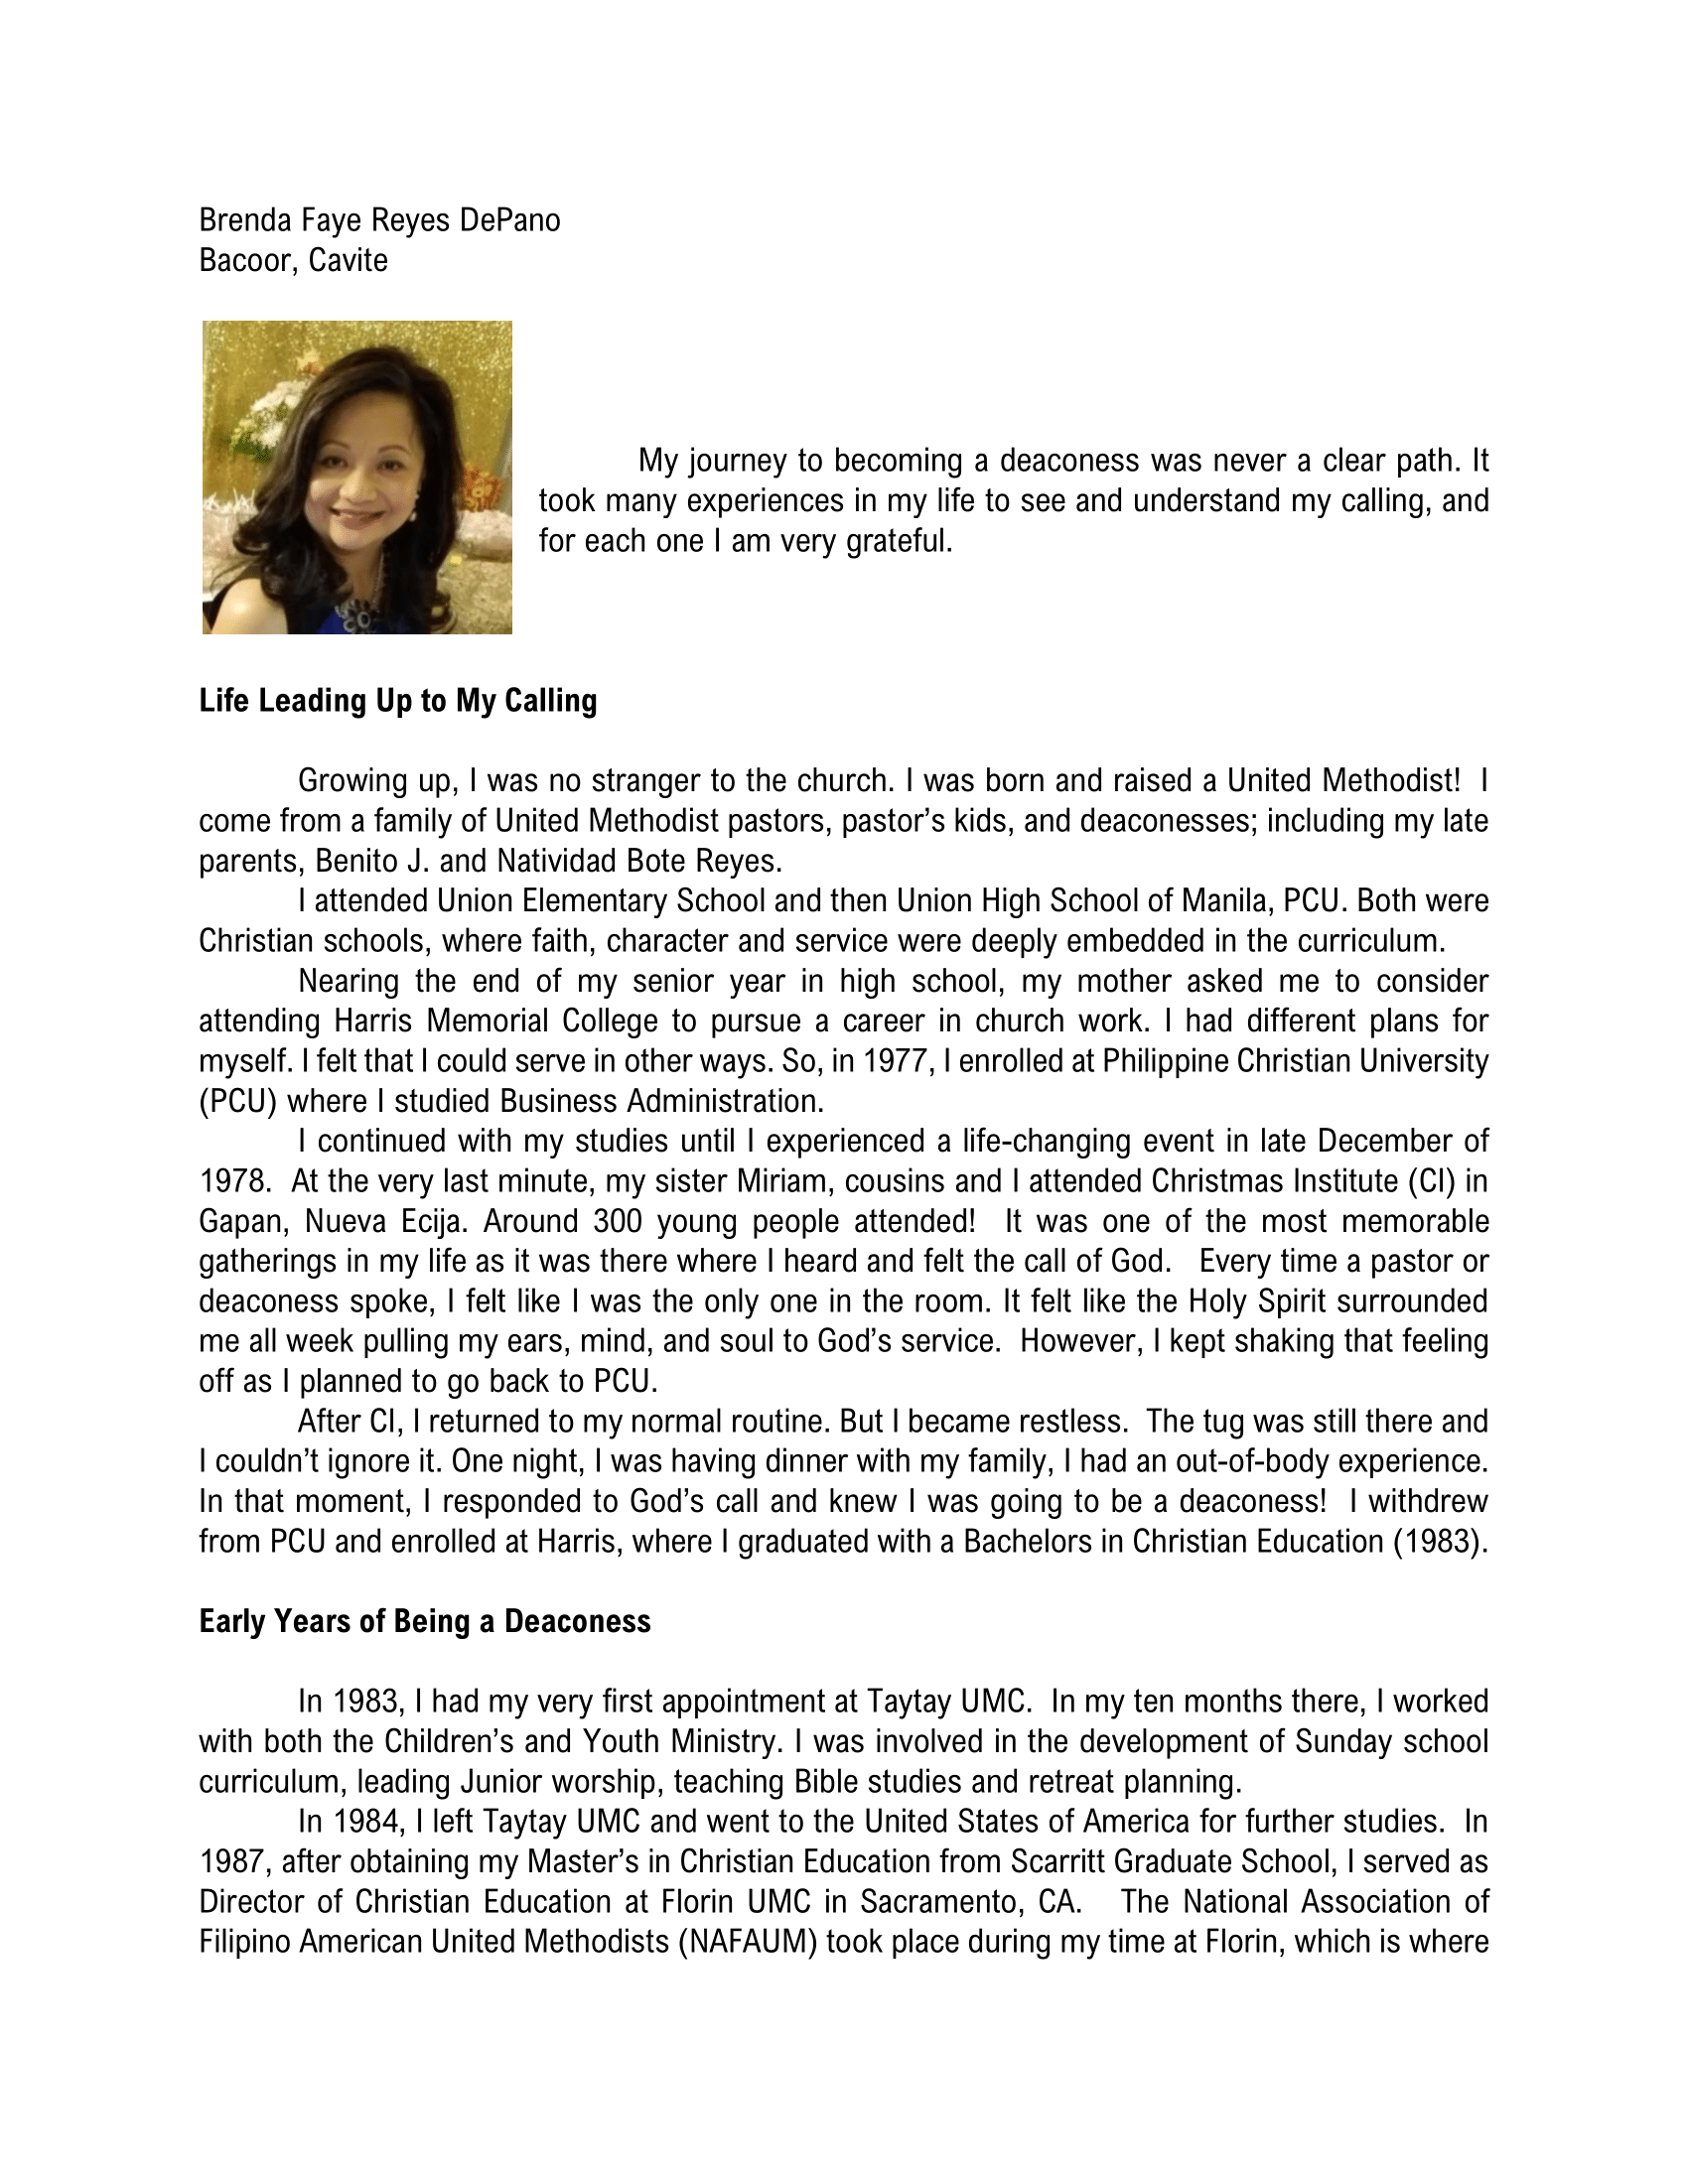 Brenda Faye Reyes DePano
Bacoor, Cavite
My journey to becoming a deaconess was never a clear path. It
took many experiences in my life to see and understand my calling, and
for each one I am very grateful.
Life Leading Up to My Calling
Growing up, I was no stranger to the church. I was born and raised a United Methodist!  I
come from a family of United Methodist pastors, pastor’s kids, and deaconesses; including my late
parents, Benito J. and Natividad Bote Reyes.
I attended Union Elementary School and then Union High School of Manila, PCU. Both were
Christian schools, where faith, character and service were deeply embedded in the curriculum.
Nearing the end of my senior year in high school, my mother asked me to consider
attending Harris Memorial College to pursue a career in church work. I had different plans for
myself. I felt that I could serve in other ways. So, in 1977, I enrolled at Philippine Christian University
(PCU) where I studied Business Administration.
I continued with my studies until I experienced a life-changing event in late December of
1978.  At the very last minute, my sister Miriam, cousins and I attended Christmas Institute (CI) in
Gapan, Nueva Ecija. Around 300 young people attended!  It was one of the most memorable
gatherings in my life as it was there where I heard and felt the call of God.   Every time a pastor or
deaconess spoke, I felt like I was the only one in the room. It felt like the Holy Spirit surrounded
me all week pulling my ears, mind, and soul to God’s service.  However, I kept shaking that feeling
off as I planned to go back to PCU.
After CI, I returned to my normal routine. But I became restless.  The tug was still there and
I couldn’t ignore it. One night, I was having dinner with my family, I had an out-of-body experience.
In that moment, I responded to God’s call and knew I was going to be a deaconess!  I withdrew
from PCU and enrolled at Harris, where I graduated with a Bachelors in Christian Education (1983).
Early Years of Being a Deaconess
In 1983, I had my very first appointment at Taytay UMC.  In my ten months there, I worked
with both the Children’s and Youth Ministry. I was involved in the development of Sunday school
curriculum, leading Junior worship, teaching Bible studies and retreat planning.
In 1984, I left Taytay UMC and went to the United States of America for further studies.  In
1987, after obtaining my Master’s in Christian Education from Scarritt Graduate School, I served as
Director of Christian Education at Florin UMC in Sacramento, CA.   The National Association of
Filipino American United Methodists (NAFAUM) took place during my time at Florin, which is where